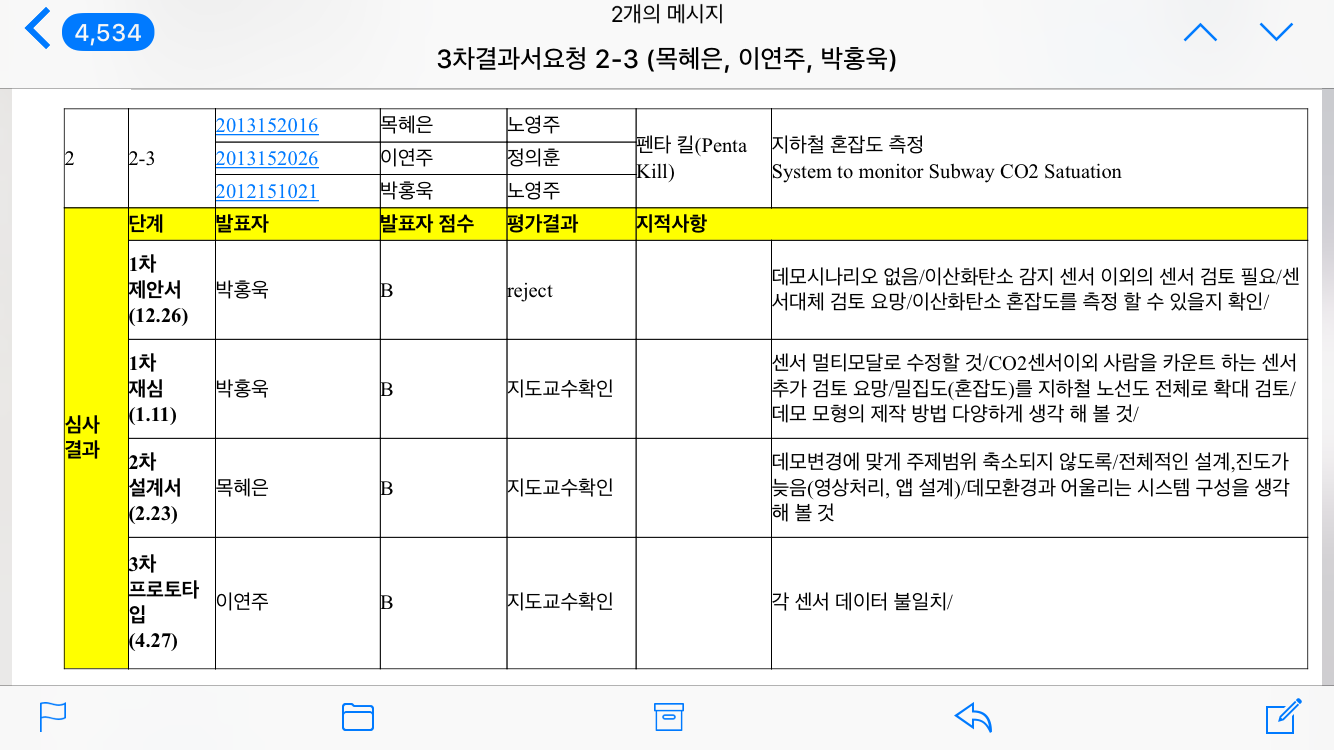 2개의 메시지
4,534
3차결과서요청 2-3 (목혜은, 이연주, 박홍욱)
2
2-3
2013152016
목혜은
노영주
2013152026
이연주
정의훈
2012151021
박홍욱
노영주
펜타 킬(Penta
Kill)
지하철 혼잡도 측정
System to monitor Subway CO2 Satuation
심사
결과
단계
발표자
발표자 점수
평가결과
지적사항
1차
제안서
(12.26)
박홍욱
B
reject
데모시나리오 없음/이산화탄소 감지 센서 이외의 센서 검토 필요/센
서대체 검토 요망/이산화탄소 혼잡도를 측정 할 수 있을지 확인/
1차
재심
(1.11)
박홍욱
B
지도교수확인
센서 멀티모달로 수정할 것/CO2센서이외 사람을 카운트 하는 센서
추가 검토 요망/밀집도(혼잡도)를 지하철 노선도 전체로 확대 검토/
데모 모형의 제작 방법 다양하게 생각 해 볼 것/
2차
설계서
(2.23)
목혜은
B
지도교수확인
데모변경에 맞게 주제범위 축소되지 않도록/전체적인 설계,진도가
늦음(영상처리, 앱 설계)/데모환경과 어울리는 시스템 구성을 생각
해 볼 것
3차
프로토타
입
(4.27)
이연주
B
지도교수확인
각 센서 데이터 불일치/